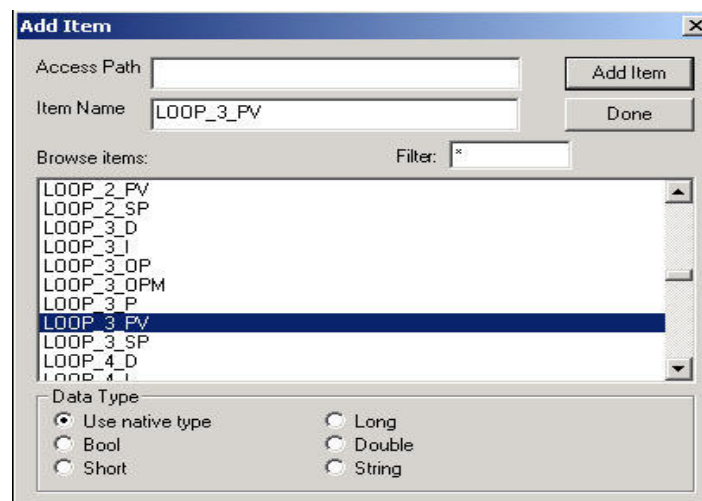 Add Item
Access Path
Add Item
Item Name LOOP_3_PV
Done
Browse items: Filter: *
LOOP_2_PV
LOOP_2_SP
LOOP_3_D
LOOP_3_I
LOOP_3_OP
LOOP_3_OPM
LOOP_3_P
LOOP_3_PV
LOOP_3_SP
LOOP_4_D
LOOP_4_I
Data Type
Use native type Long
Bool Double
Short String